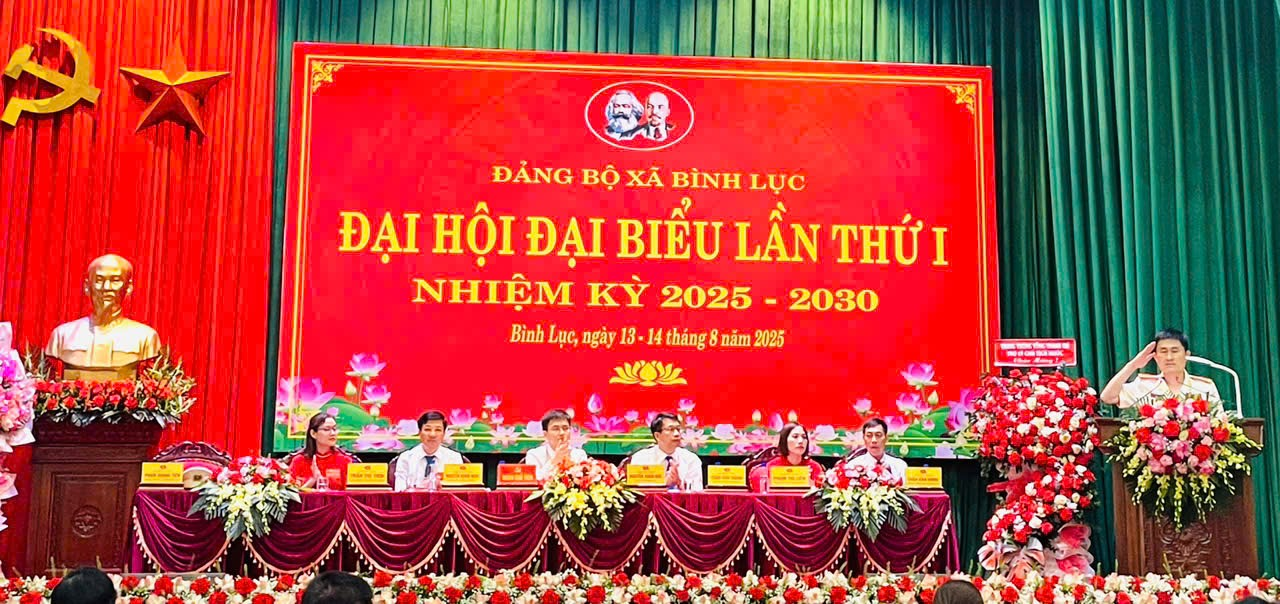 ĐẢNG BỘ XÃ BÌNH LỤC
ĐẠI HỘI ĐẠI BIỂU LẦN THỨ I
NHIỆM KỲ 2025 - 2030
Bình Lục, ngày 13 - 14 tháng 8 năm 2025